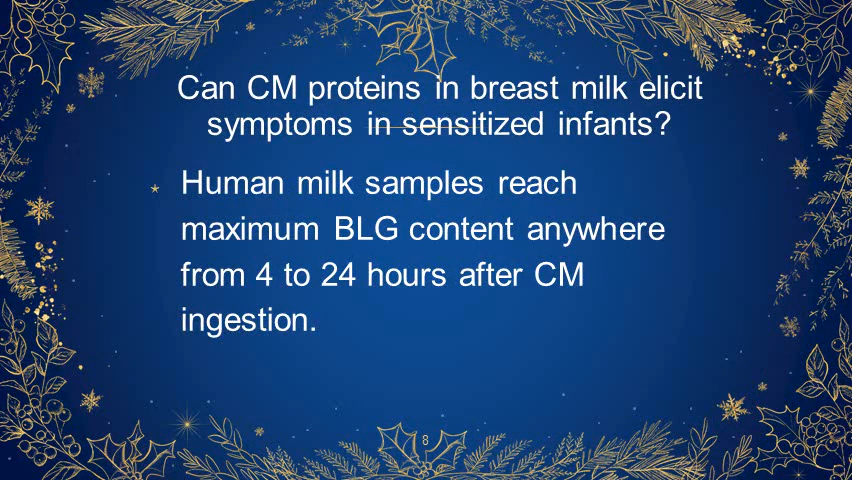 Can CM proteins in breast milk elicit
symptoms in sensitized infants?
* Human milk samples reach
maximum BLG content anywhere
from 4 to 24 hours after CM
ingestion.
8